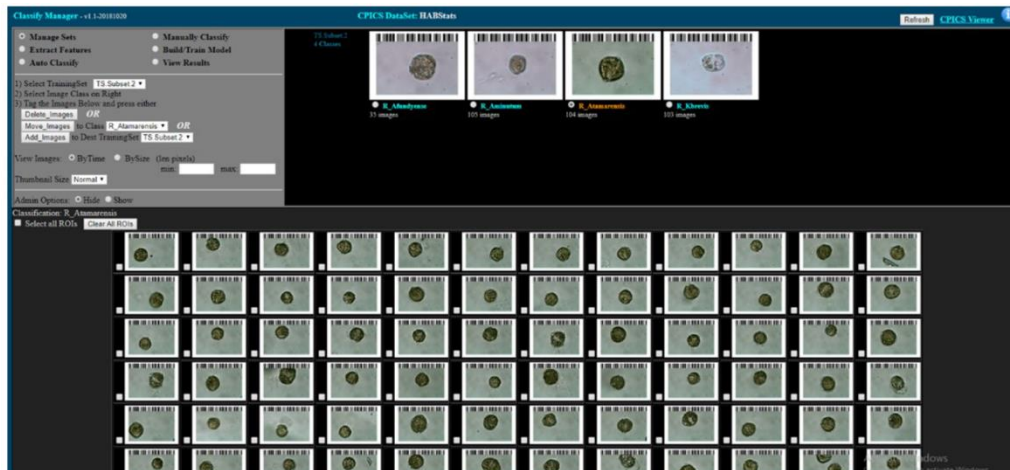 Classify Manager - v1.1-20181020
CPICS DataSet: HABStats
Refresh
CPICS Viewer
Manage Sets
Manually Classify
Extract Features
Build/Train Model
Auto Classify
View Results
1) Select TrainingSet TS.Subset.2
2) Select Image Class on Right
3) Tag the Images Below and press either
Delete_Images OR
Move_Images to Class R_Atamarensis OR
Add_Images to Dest TrainingSet TS.Subset.2
View Images: ByTime BySize (len pixels)
min: max:
Thumbnail Size Normal
Admin Options: Hide Show
TS.Subset.2
4 Classes
R_Afundyense
35 images
105 images
R_Atamarensis
104 images
R_Kbrevis
103 images
Classification: R_Atamarensis
Select all ROIs Clear All ROIs